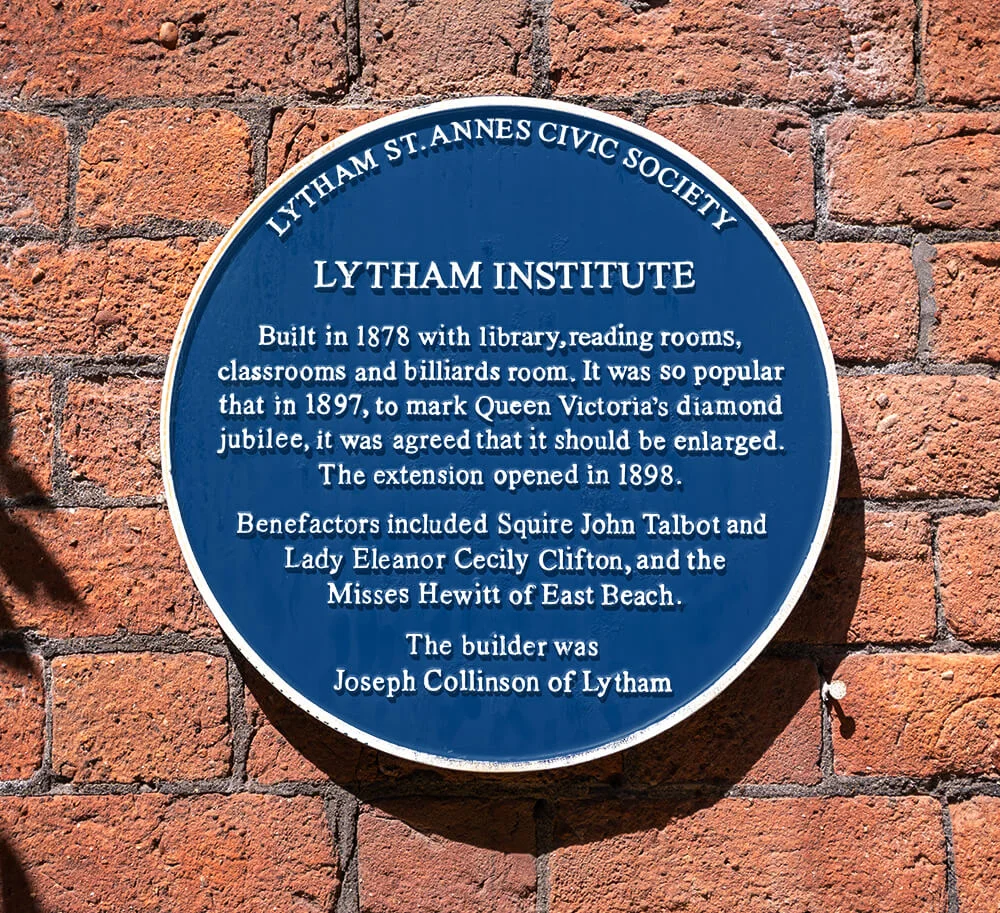 LYTHAM ST. ANNES CIVIC SOCIETY
LYTHAM INSTITUTE
Built in 1878 with library, reading rooms,
classrooms and billiards room. It was so popular
that in 1897, to mark Queen Victoria's diamond
jubilee, it was agreed that it should be enlarged.
The extension opened in 1898.
Benefactors included Squire John Talbot and
Lady Eleanor Cecily Clifton, and the
Misses Hewitt of East Beach.
The builder was
Joseph Collinson of Lytham